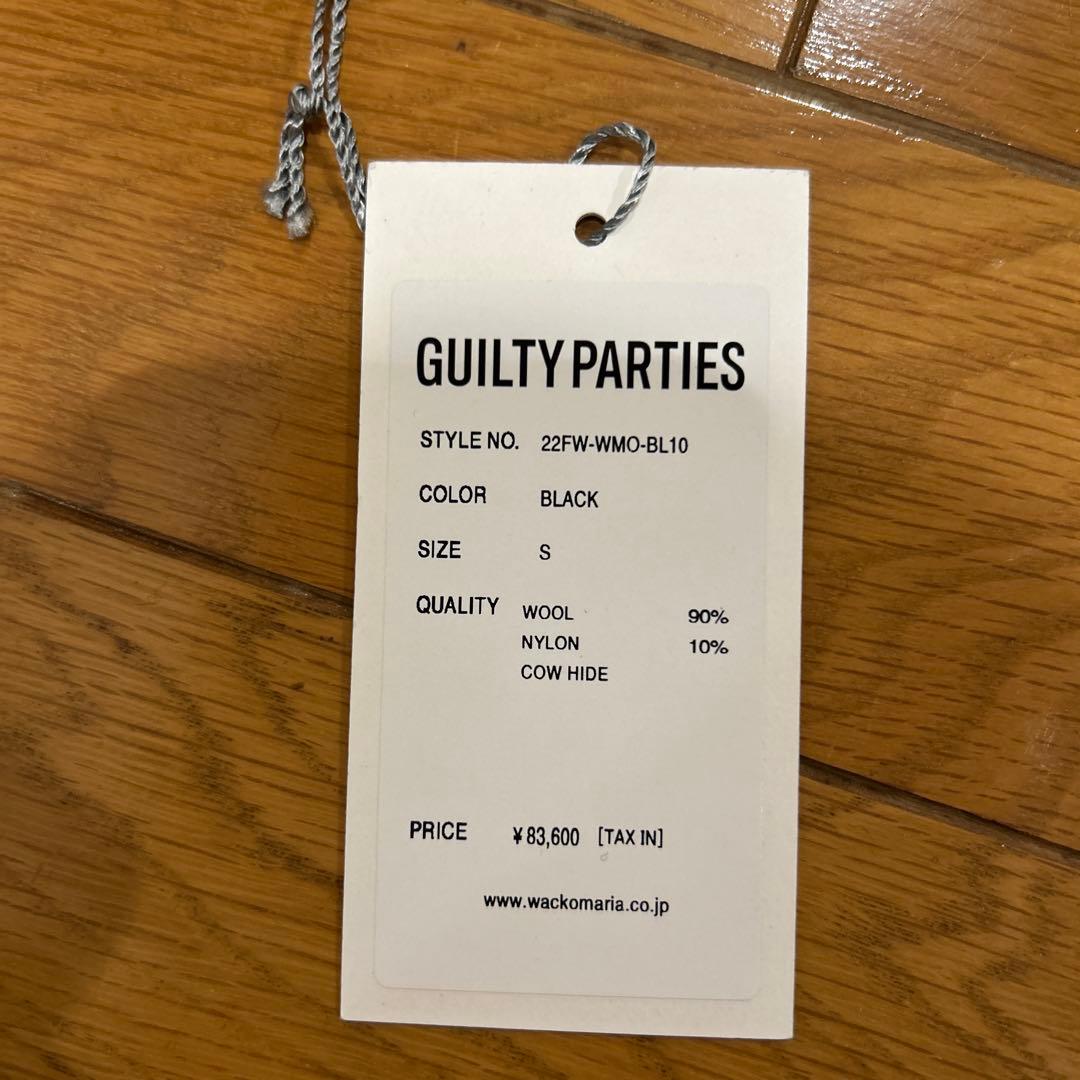 GUILTY PARTIES
STYLE NO. 22FW-WMO-BL10
COLOR BLACK
SIZE S
QUALITY WOOL 90%
NYLON 10%
COW HIDE
PRICE ¥83,600 [TAX IN]
www.wackomaria.co.jp